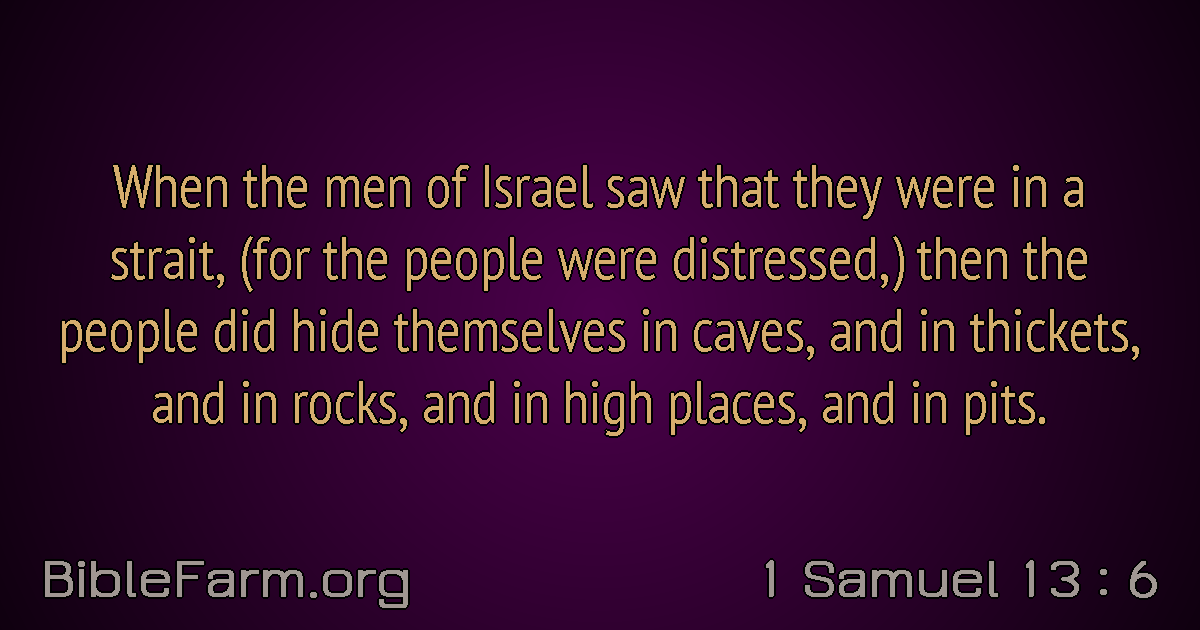 When the men of Israel saw that they were in a
strait, (for the people were distressed,) then the
people did hide themselves in caves, and in thickets,
and in rocks, and in high places, and in pits.
BibleFarm.org
1 Samuel 13 : 6